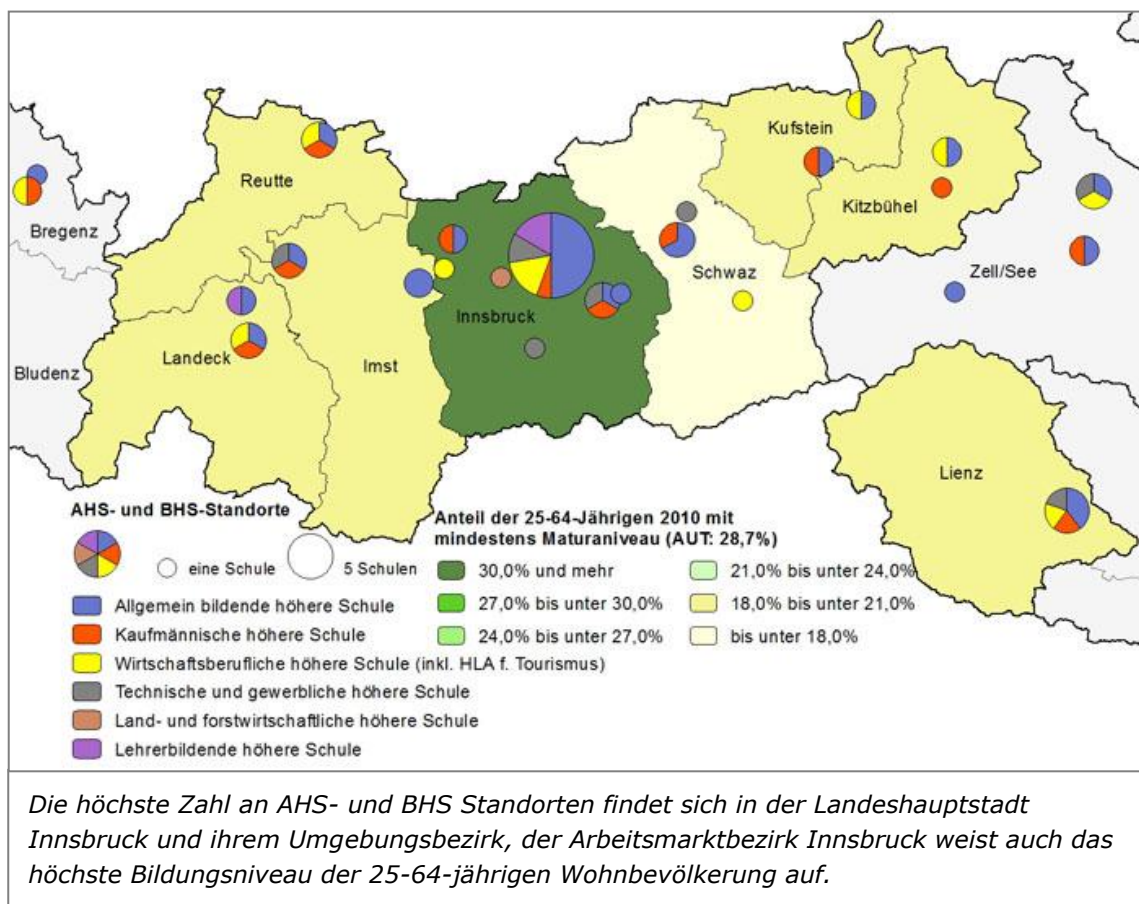 Kufstein
Reutte
Kitzbühel
Bregenz
Zell/See
Schwaz
Innsbruck
Landeck
Imst
Bludenz
Lienz
AHS- und BHS-Standorte
eine Schule
5 Schulen
Allgemein bildende höhere Schule
Kaufmännische höhere Schule
Wirtschaftsberufliche höhere Schule (inkl. HLA f. Tourismus)
Technische und gewerbliche höhere Schule
Land- und forstwirtschaftliche höhere Schule
Lehrerbildende höhere Schule
Anteil der 25-64-Jährigen 2010 mit
mindestens Maturaniveau (AUT: 28,7%)
30,0% und mehr
27,0% bis unter 30,0%
24,0% bis unter 27,0%
21,0% bis unter 24,0%
18,0% bis unter 21,0%
bis unter 18,0%
Die höchste Zahl an AHS- und BHS Standorten findet sich in der Landeshauptstadt
Innsbruck und ihrem Umgebungsbezirk, der Arbeitsmarktbezirk Innsbruck weist auch das
höchste Bildungsniveau der 25-64-jährigen Wohnbevölkerung auf.